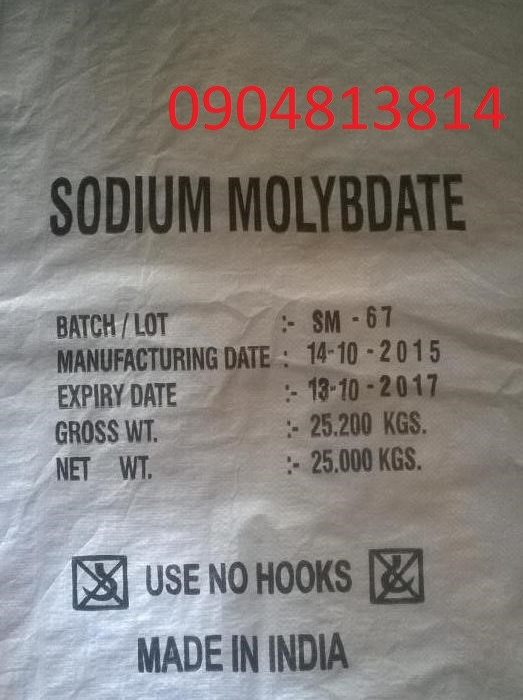 0904813814
SODIUM MOLYBDATE
BATCH / LOT :- SM - 67
MANUFACTURING DATE : 14-10 - 2015
EXPIRY DATE :- 13-10 - 2017
GROSS WT. :- 25.200 KGS.
NET WT. :- 25.000 KGS.
USE NO HOOKS
MADE IN INDIA